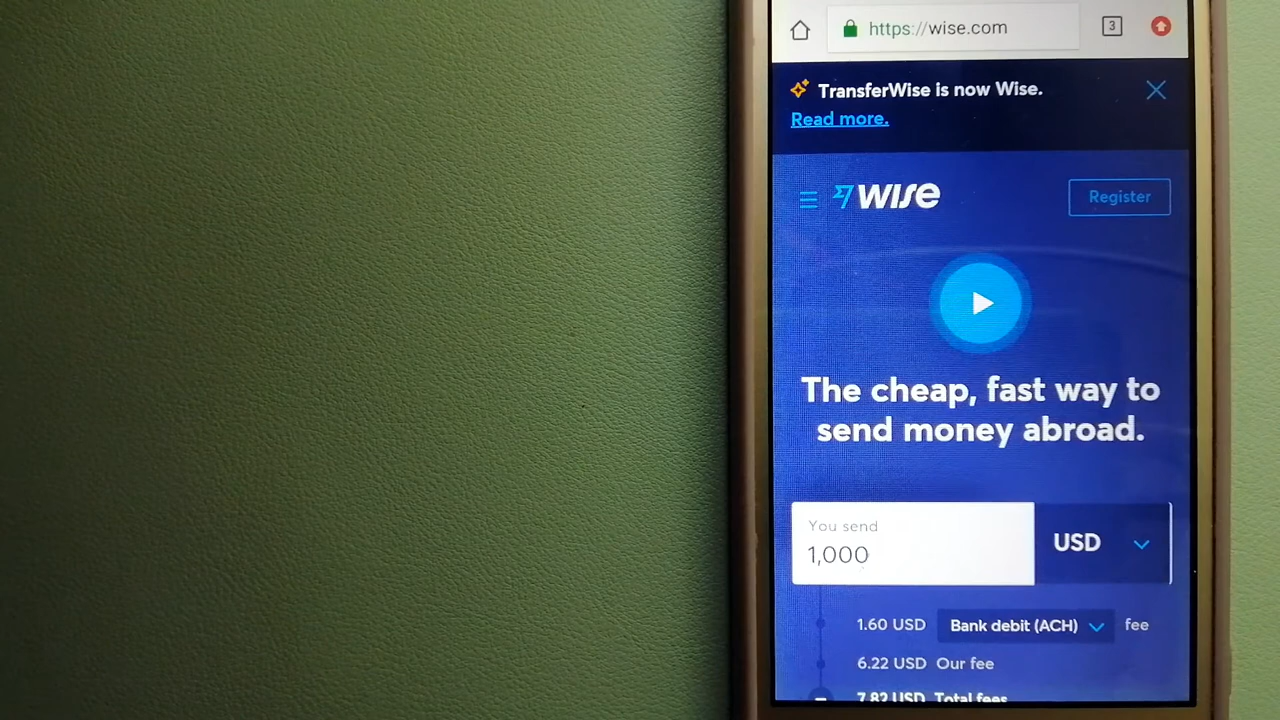 https://wise.com
3
TransferWise is now Wise.
Read more.
WISE
Register
The cheap, fast way to
send money abroad.
You send
1,000
USD
1.60 USD Bank debit (ACH) fee
6.22 USD Our fee
7.82 USD Total fees